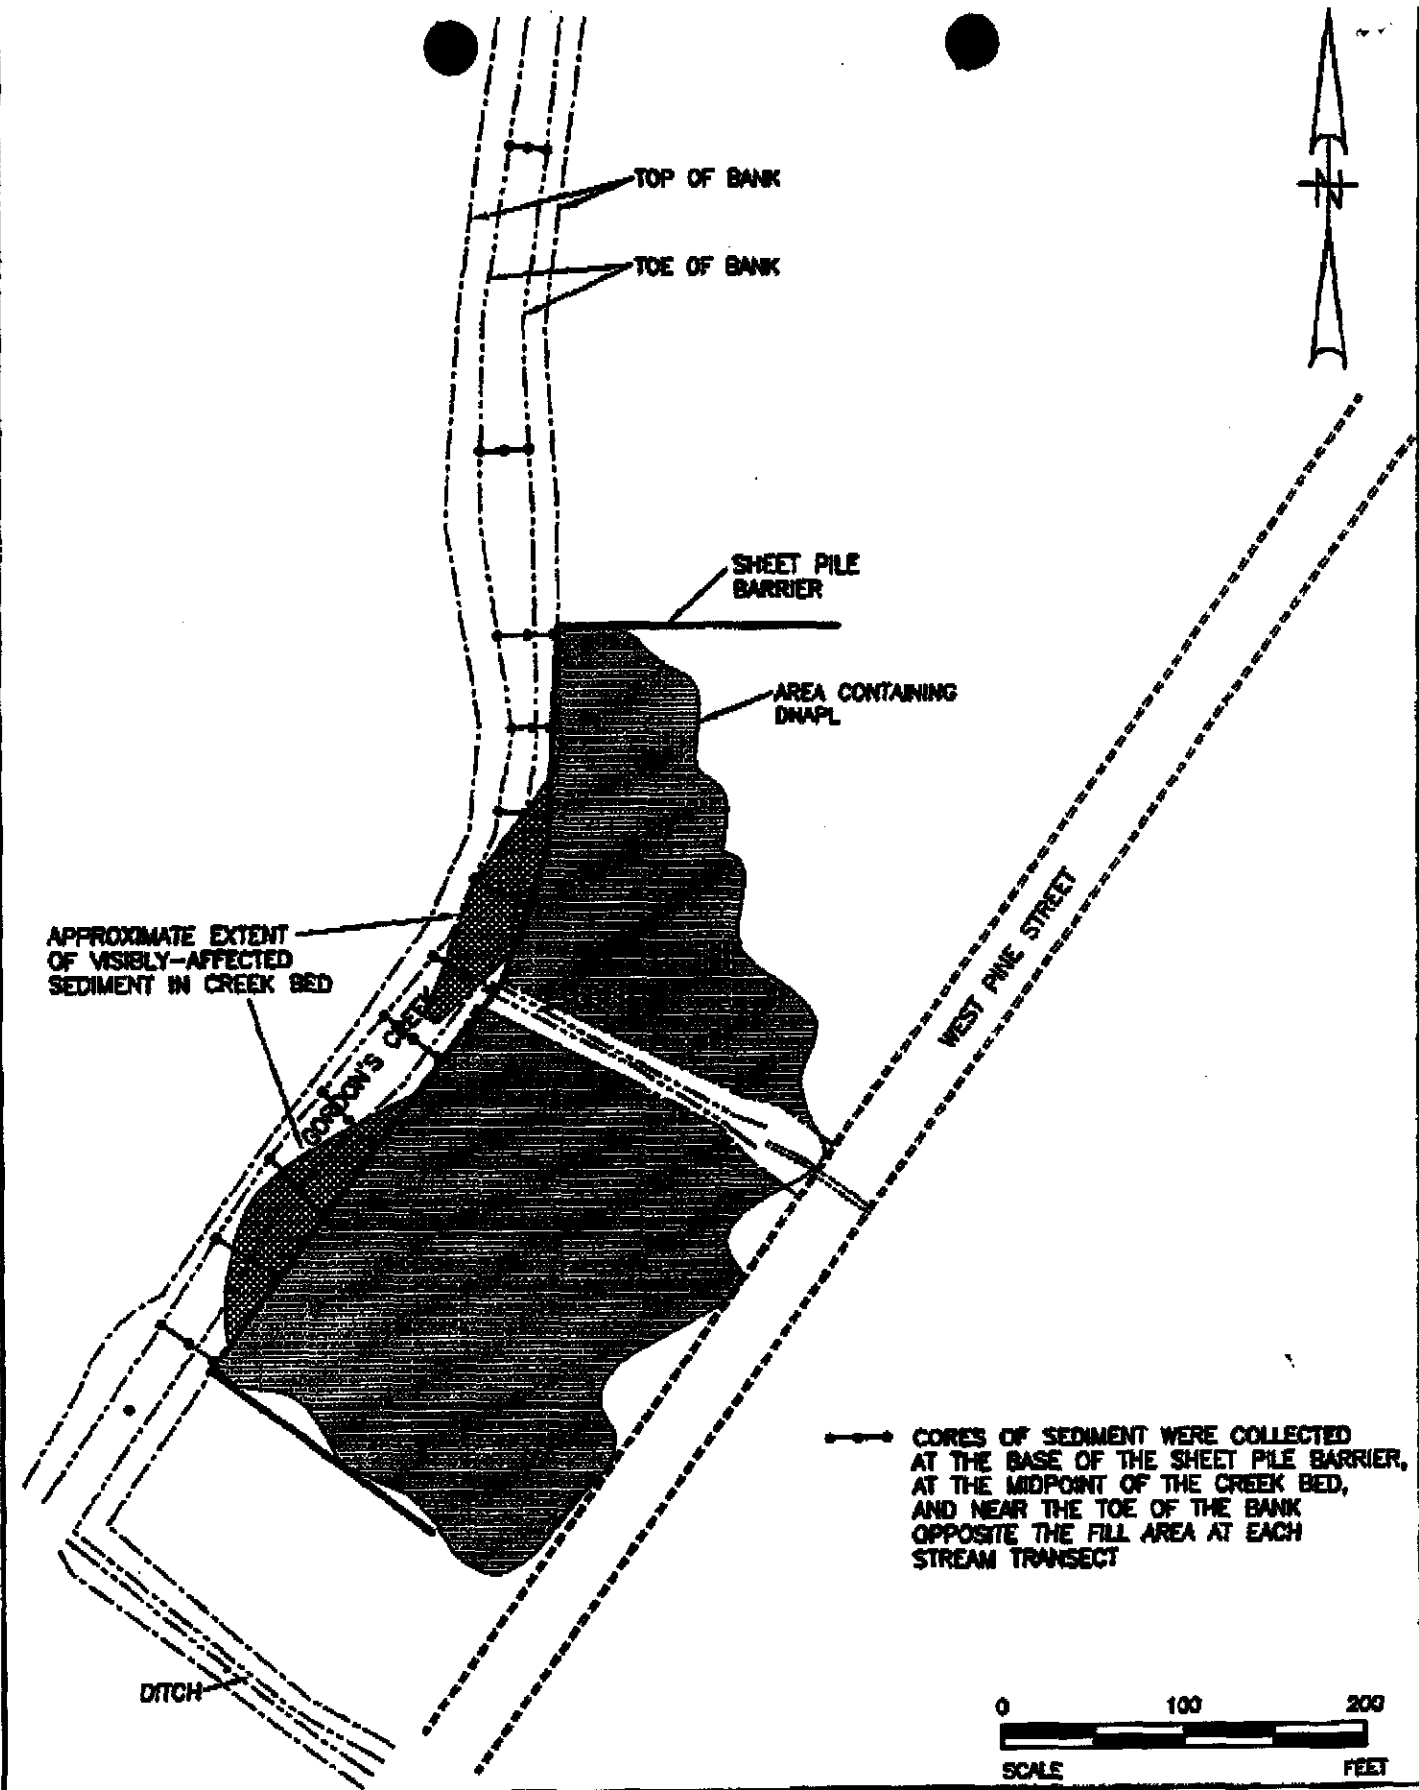 TOP OF BANK
N
TOE OF BANK
SHEET PILE
BARRIER
AREA CONTAINING
DNAPL
WEST PINE STREET
APPROXIMATE EXTENT
OF VISIBLY-AFFECTED
SEDIMENT IN CREEK BED
GORDON'S CREEK
CORES OF SEDIMENT WERE COLLECTED
AT THE BASE OF THE SHEET PILE BARRIER,
AT THE MIDPOINT OF THE CREEK BED,
AND NEAR THE TOE OF THE BANK
OPPOSITE THE FILL AREA AT EACH
STREAM TRANSECT
DITCH
0 100 200
SCALE FEET